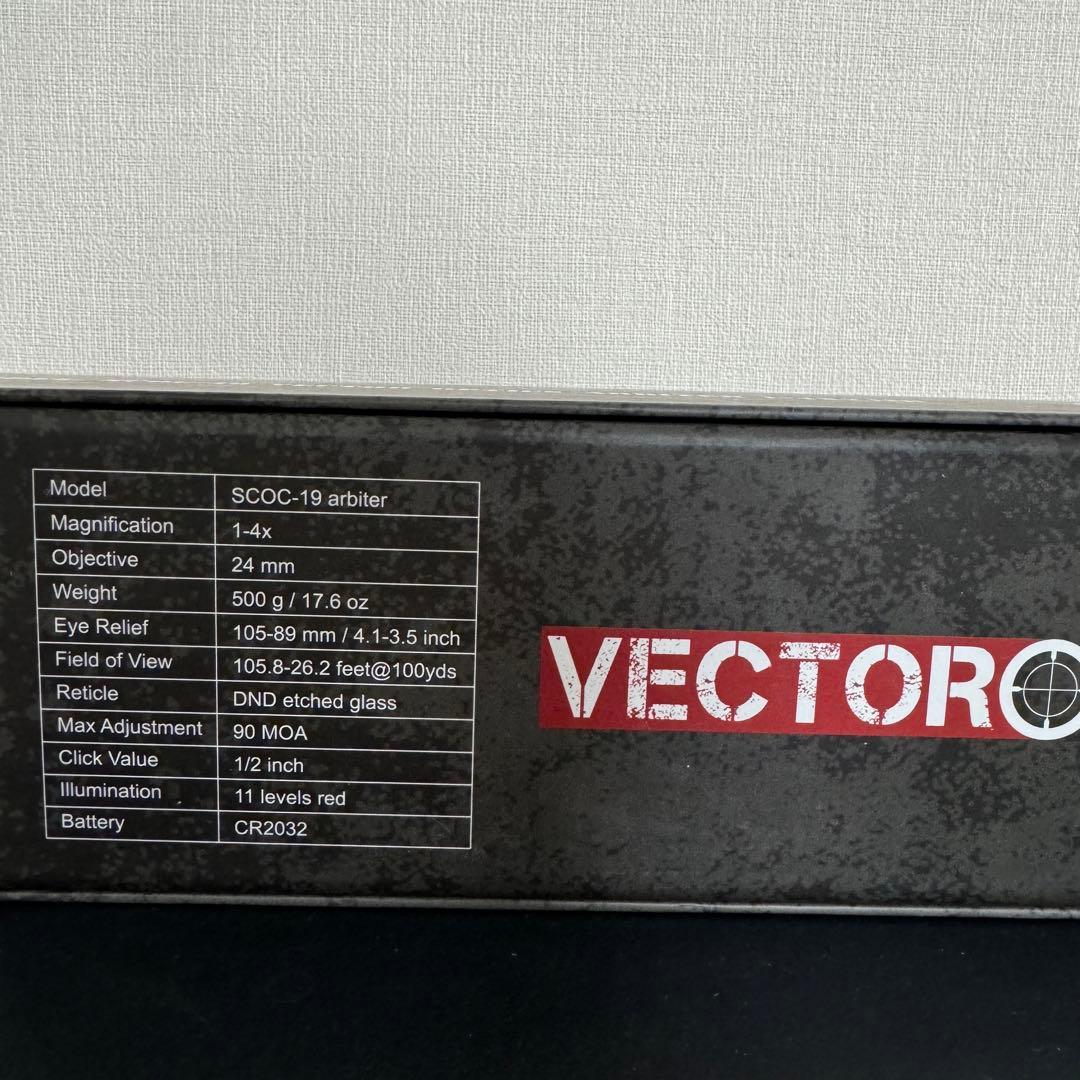 Model SCOC-19 arbiter
Magnification 1-4x
Objective 24 mm
Weight 500 g / 17.6 oz
Eye Relief 105-89 mm / 4.1-3.5 inch
Field of View 105.8-26.2 feet@100yds
Reticle DND etched glass
Max Adjustment 90 MOA
Click Value 1/2 inch
Illumination 11 levels red
Battery CR2032
VECTORO